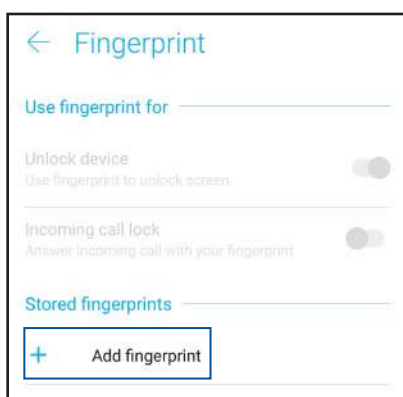 Fingerprint
Use fingerprint for
Unlock device
Use fingerprint to unlock screen.
Incoming call lock
Answer incoming call with your fingerprint
Stored fingerprints
+ Add fingerprint